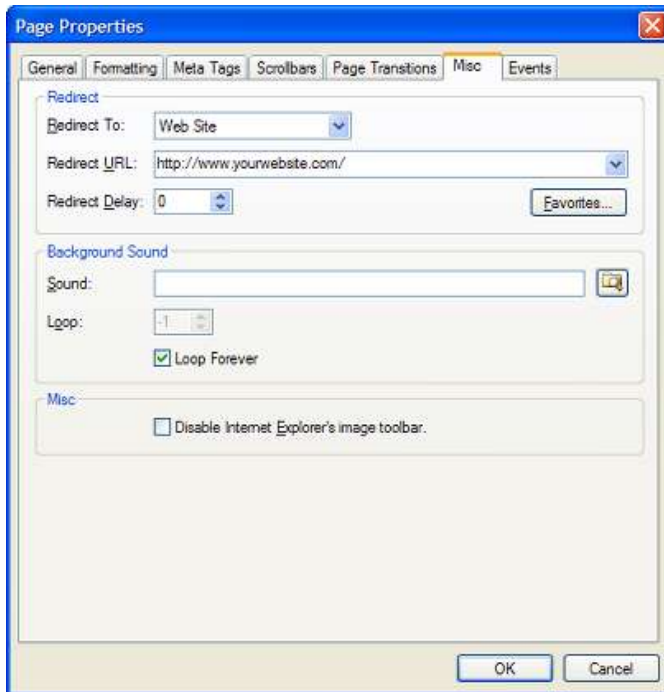 Page Properties
General Formatting Meta Tags Scrollbars Page Transitions Misc Events
Redirect
Redirect To: Web Site
Redirect URL: http://www.yourwebsite.com/
Redirect Delay: 0 Favorites...
Background Sound
Sound:
Loop: -1
Loop Forever
Misc
Disable Internet Explorer's image toolbar.
OK Cancel